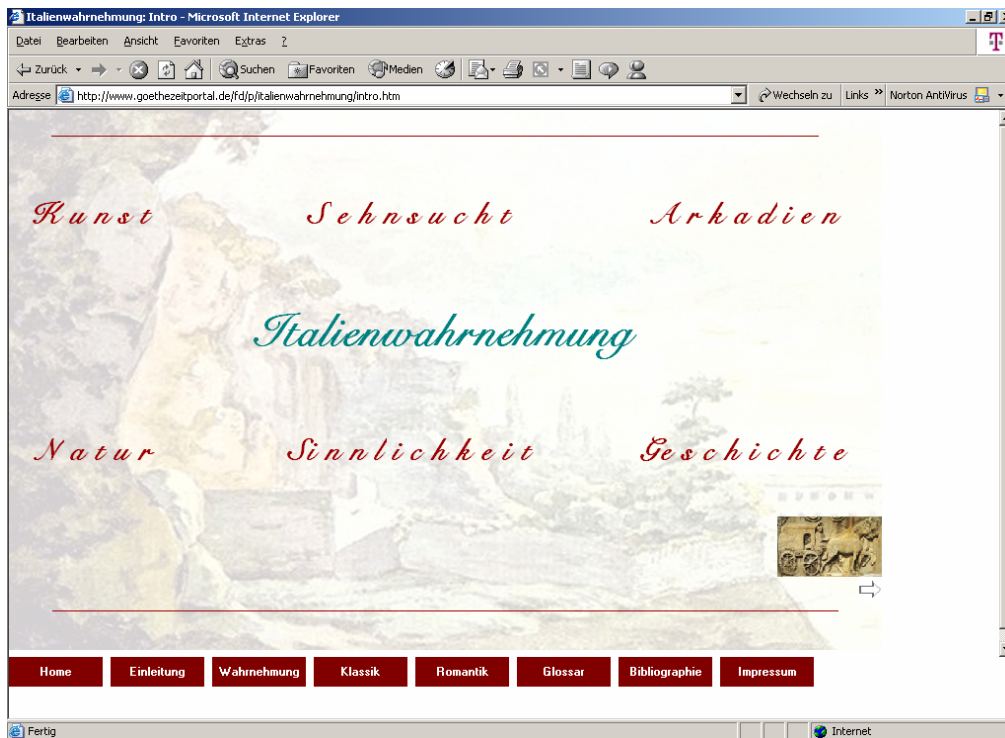 Italienwahrnehmung: Intro - Microsoft Internet Explorer
Datei Bearbeiten Ansicht Favoriten Extras ?
Zurück Suchen Favoriten Medien
Adresse http://www.goethezeitportal.de/fd/p/italienwahrnehmung/intro.htm Wechseln zu Links » Norton AntiVirus
Kunst Sehnsucht Arkadien
Italienwahrnehmung
Natur Sinnlichkeit Geschichte
Home Einleitung Wahrnehmung Klassik Romantik Glossar Bibliographie Impressum
Fertig Internet